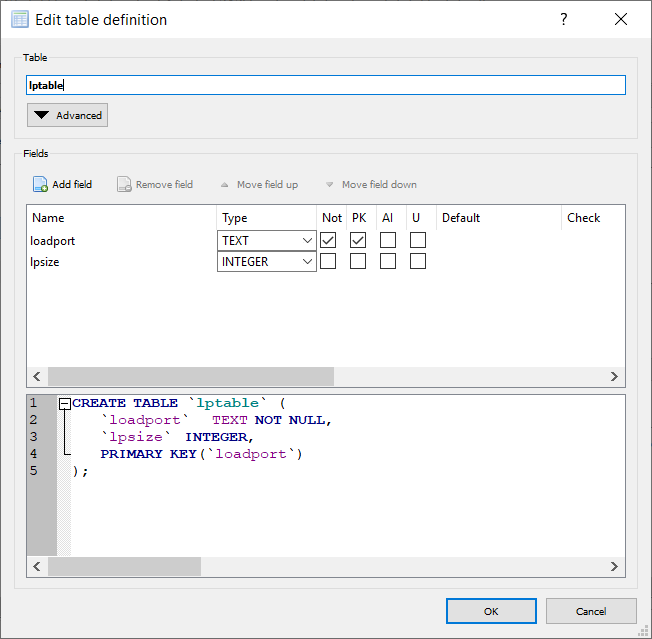 Edit table definition
Table
lptable
Advanced
Fields
Add field Remove field Move field up Move field down
Name Type Not PK AI U Default Check
loadport TEXT
lpsize INTEGER
1 CREATE TABLE `lptable` (
2 `loadport` TEXT NOT NULL,
3 `lpsize` INTEGER,
4 PRIMARY KEY(`loadport`)
5 );
OK Cancel